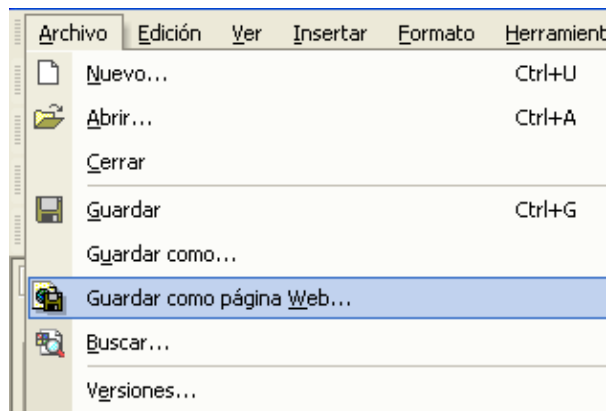 Archivo Edición Ver Insertar Formato Herramient
Nuevo... Ctrl+U
Abrir... Ctrl+A
Cerrar
Guardar Ctrl+G
Guardar como...
Guardar como página Web...
Buscar...
Versiones...